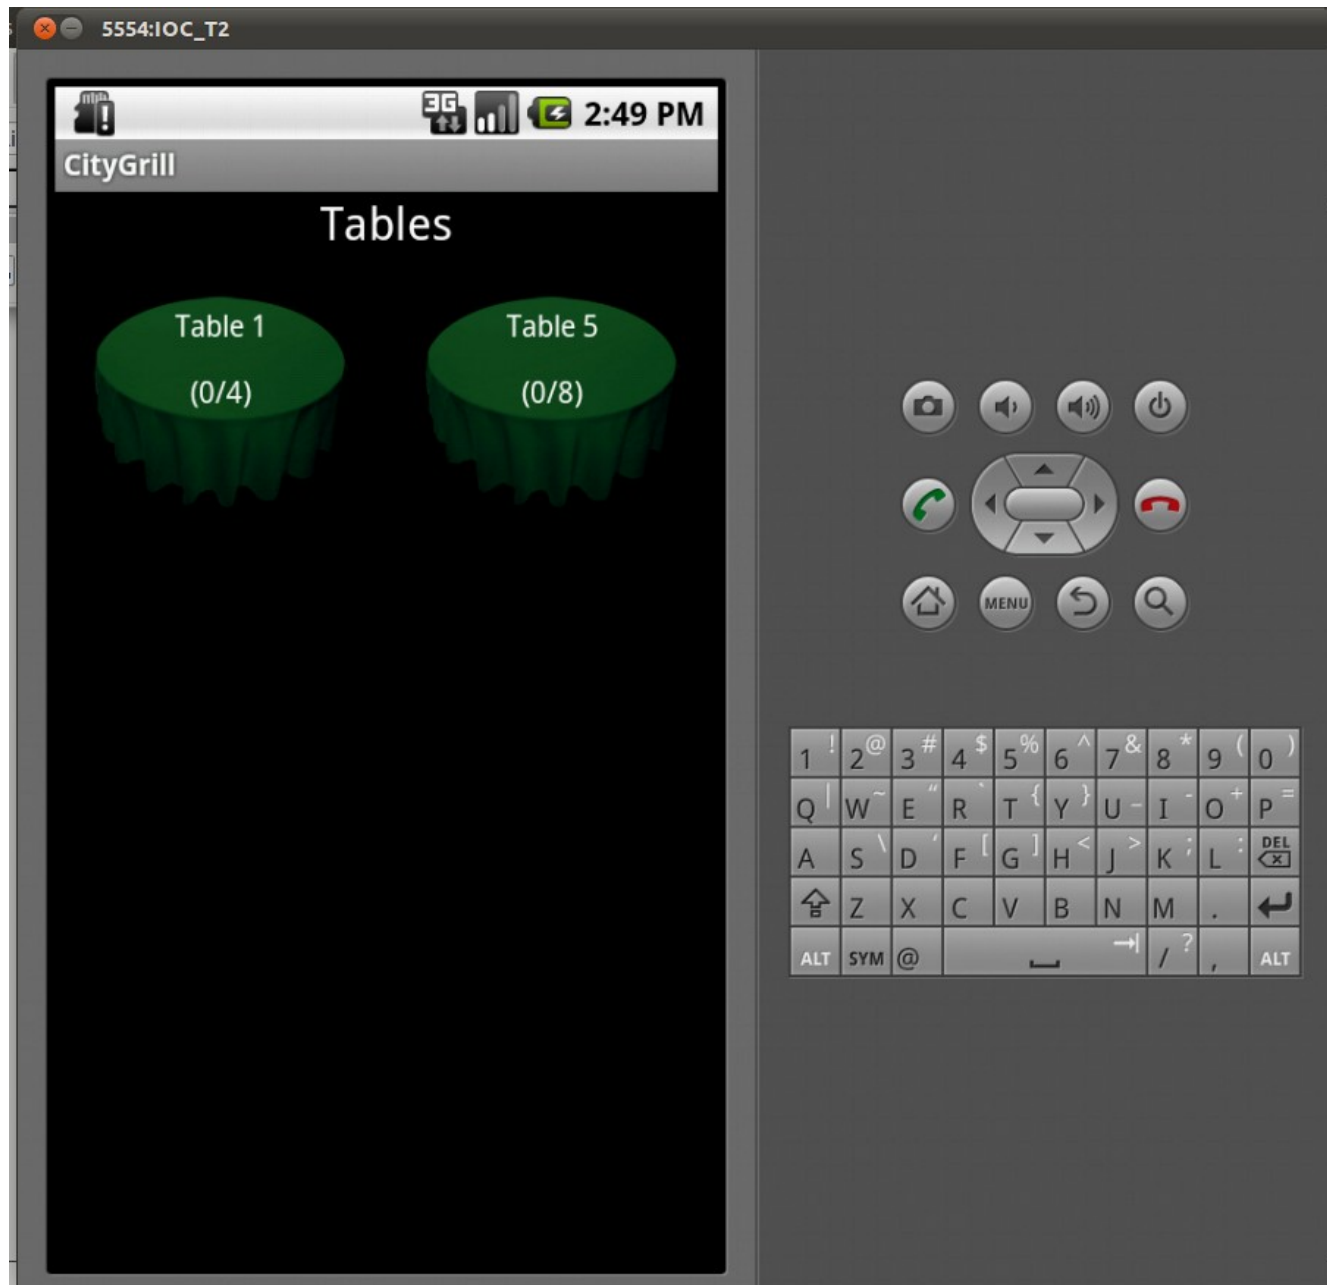 5554:IOC_T2
3G 2:49 PM
CityGrill
Tables
Table 1 Table 5
(0/4) (0/8)
MENU
1 ! 2 @ 3 # 4 $ 5 % 6 ^ 7 & 8 * 9 ( 0 )
Q | W ~ E “ R ` T { Y } U _ I - O + P =
A S \ D ‘ F [ G ] H < J > K ; L : DEL
Z X C V B N M .
ALT SYM @ / ? , ALT